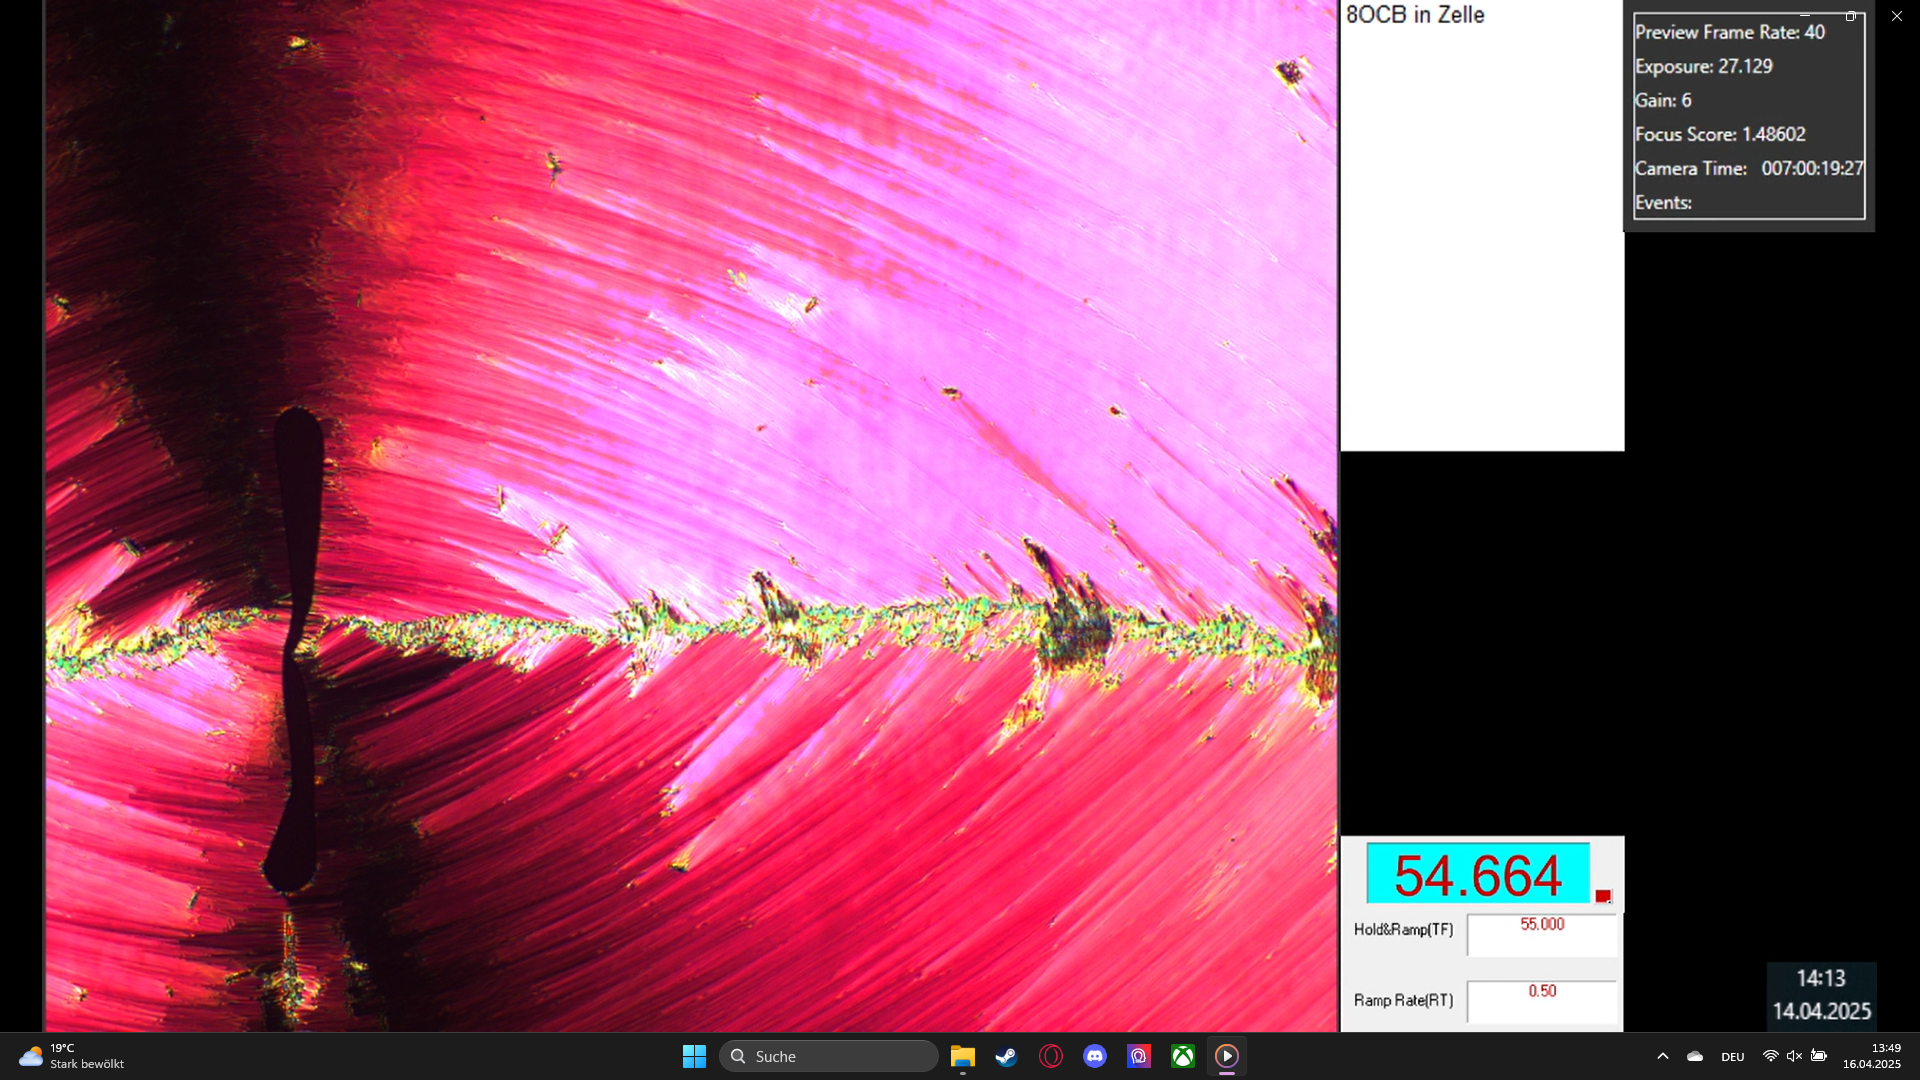 8OCB in Zelle
Preview Frame Rate: 40
Exposure: 27.129
Gain: 6
Focus Score: 1.48602
Camera Time: 007:00:19:27
Events:
54.664
Hold&Ramp(TF) 55.000
Ramp Rate(RT) 0.50
14:13
14.04.2025
19°C
Stark bewölkt
Suche
DEU
13:49
16.04.2025